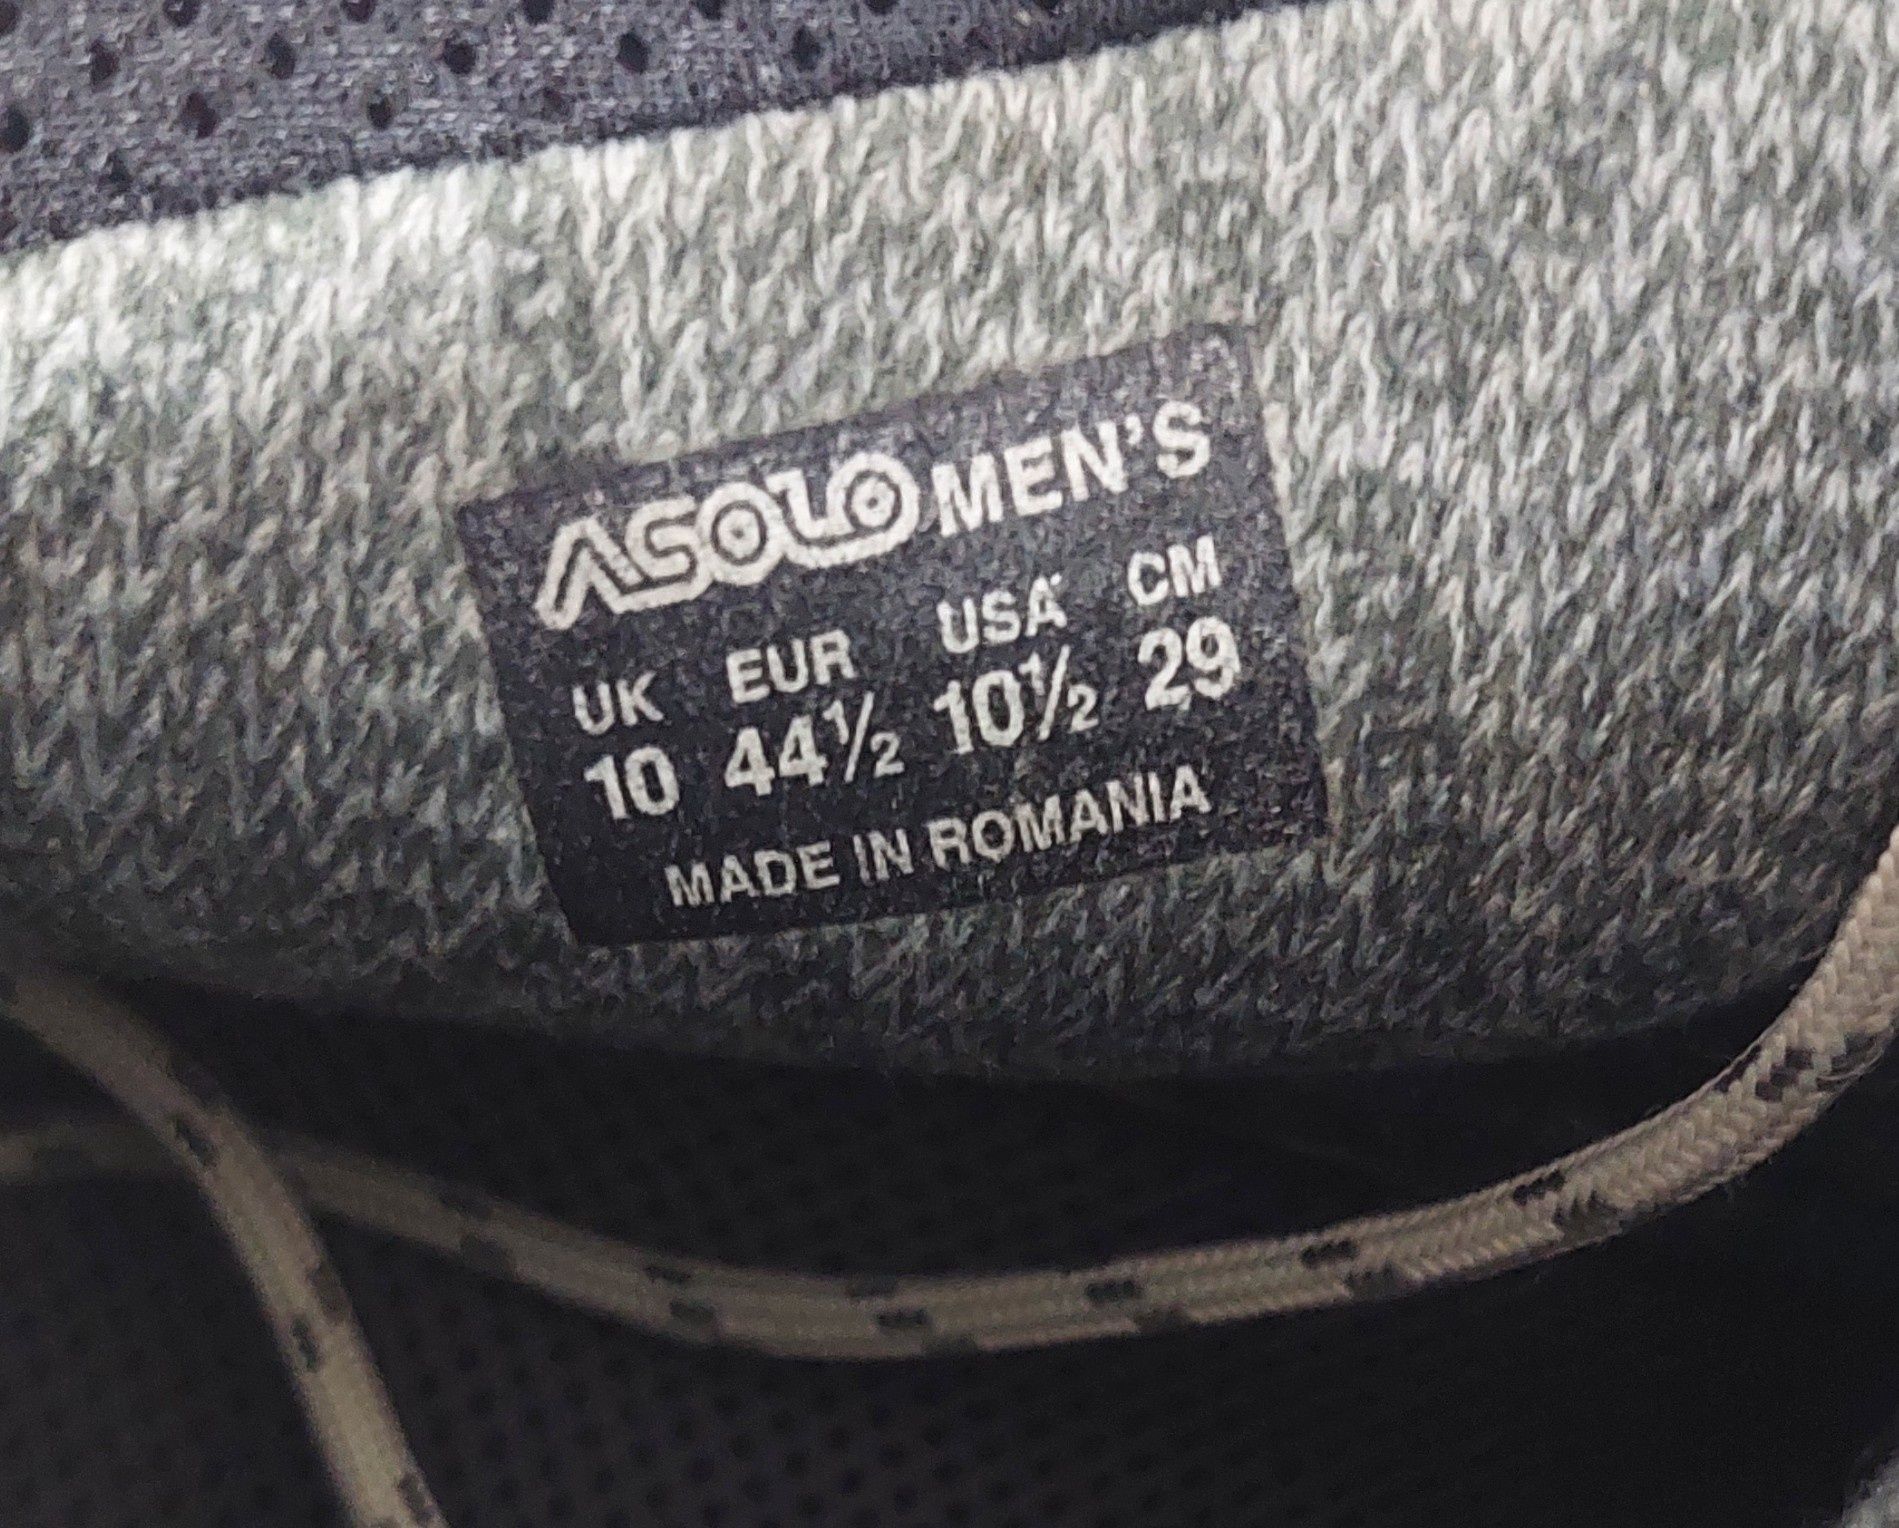 ASOLO MEN'S
UK EUR USA CM
10 44½ 10½ 29
MADE IN ROMANIA